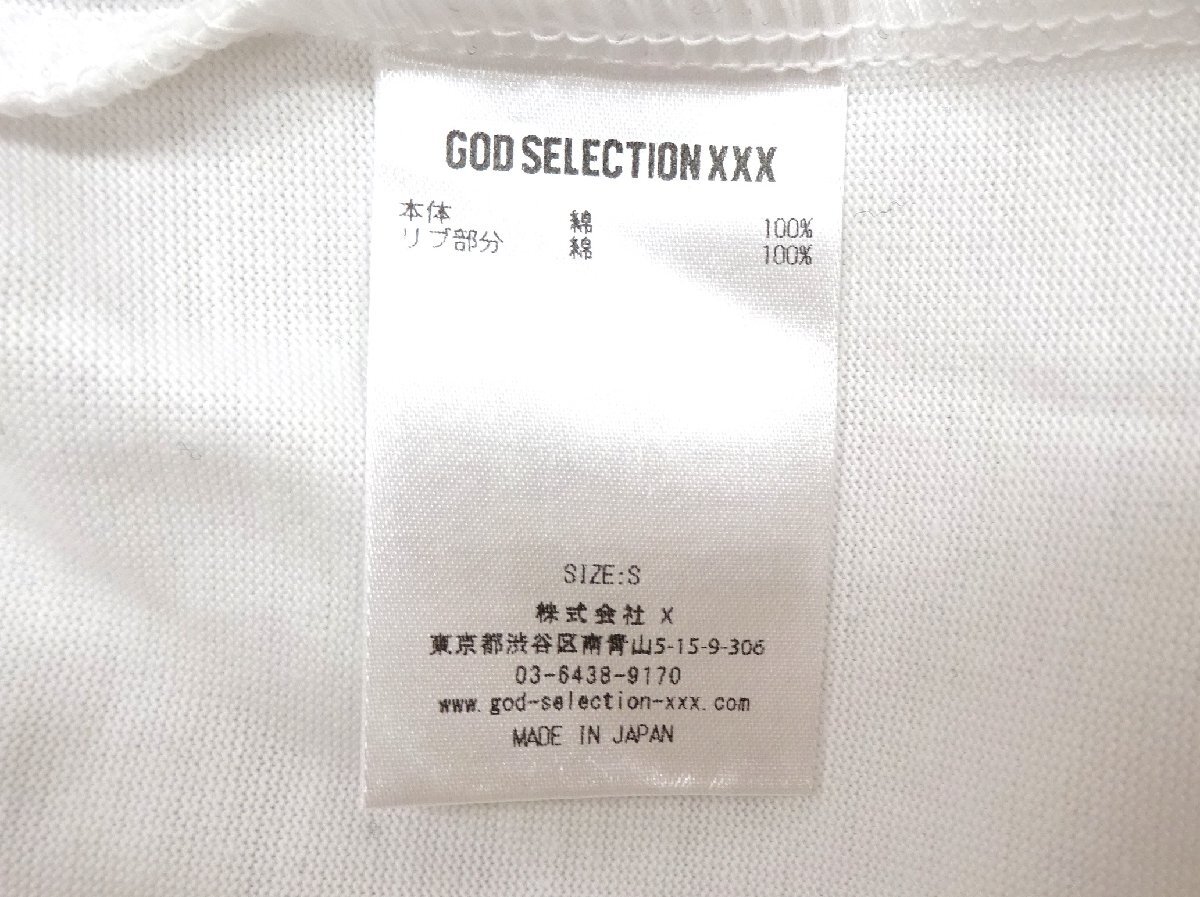 GOD SELECTION XXX
本体 綿 100%
リブ部分 綿 100%
SIZE:S
株式会社 X
東京都渋谷区南青山5-15-9-306
03-6438-9170
www.god-selection-xxx.com
MADE IN JAPAN